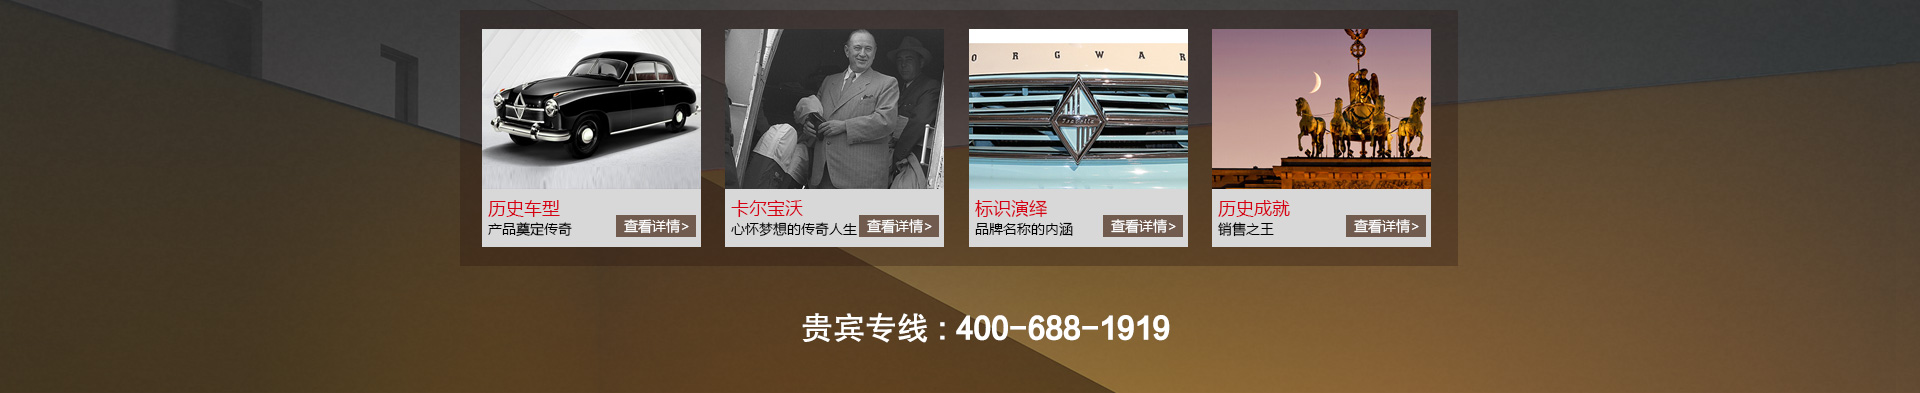 ORGWAR
Isabella
历史车型
产品奠定传奇
查看详情>
卡尔宝沃
心怀梦想的传奇人生
查看详情>
标识演绎
品牌名称的内涵
查看详情>
历史成就
销售之王
查看详情>
贵宾专线 : 400-688-1919